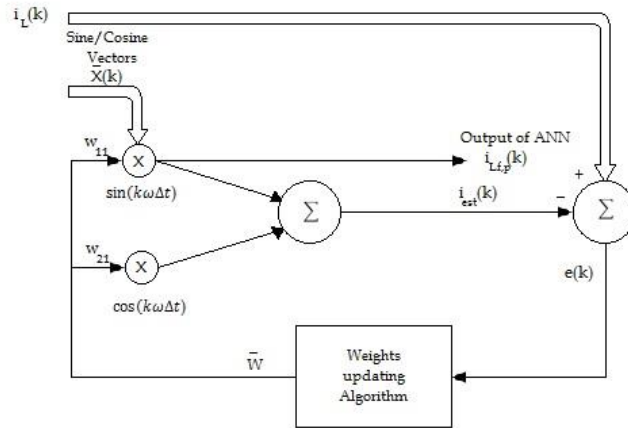 i_L(k)
Sine/Cosine
Vectors
X̄(k)
w_11
X
sin(kωΔt)
Output of ANN
i_Lf,p(k)
+
Σ
i_est(k)
−
Σ
w_21
X
cos(kωΔt)
e(k)
W̄
Weights
updating
Algorithm